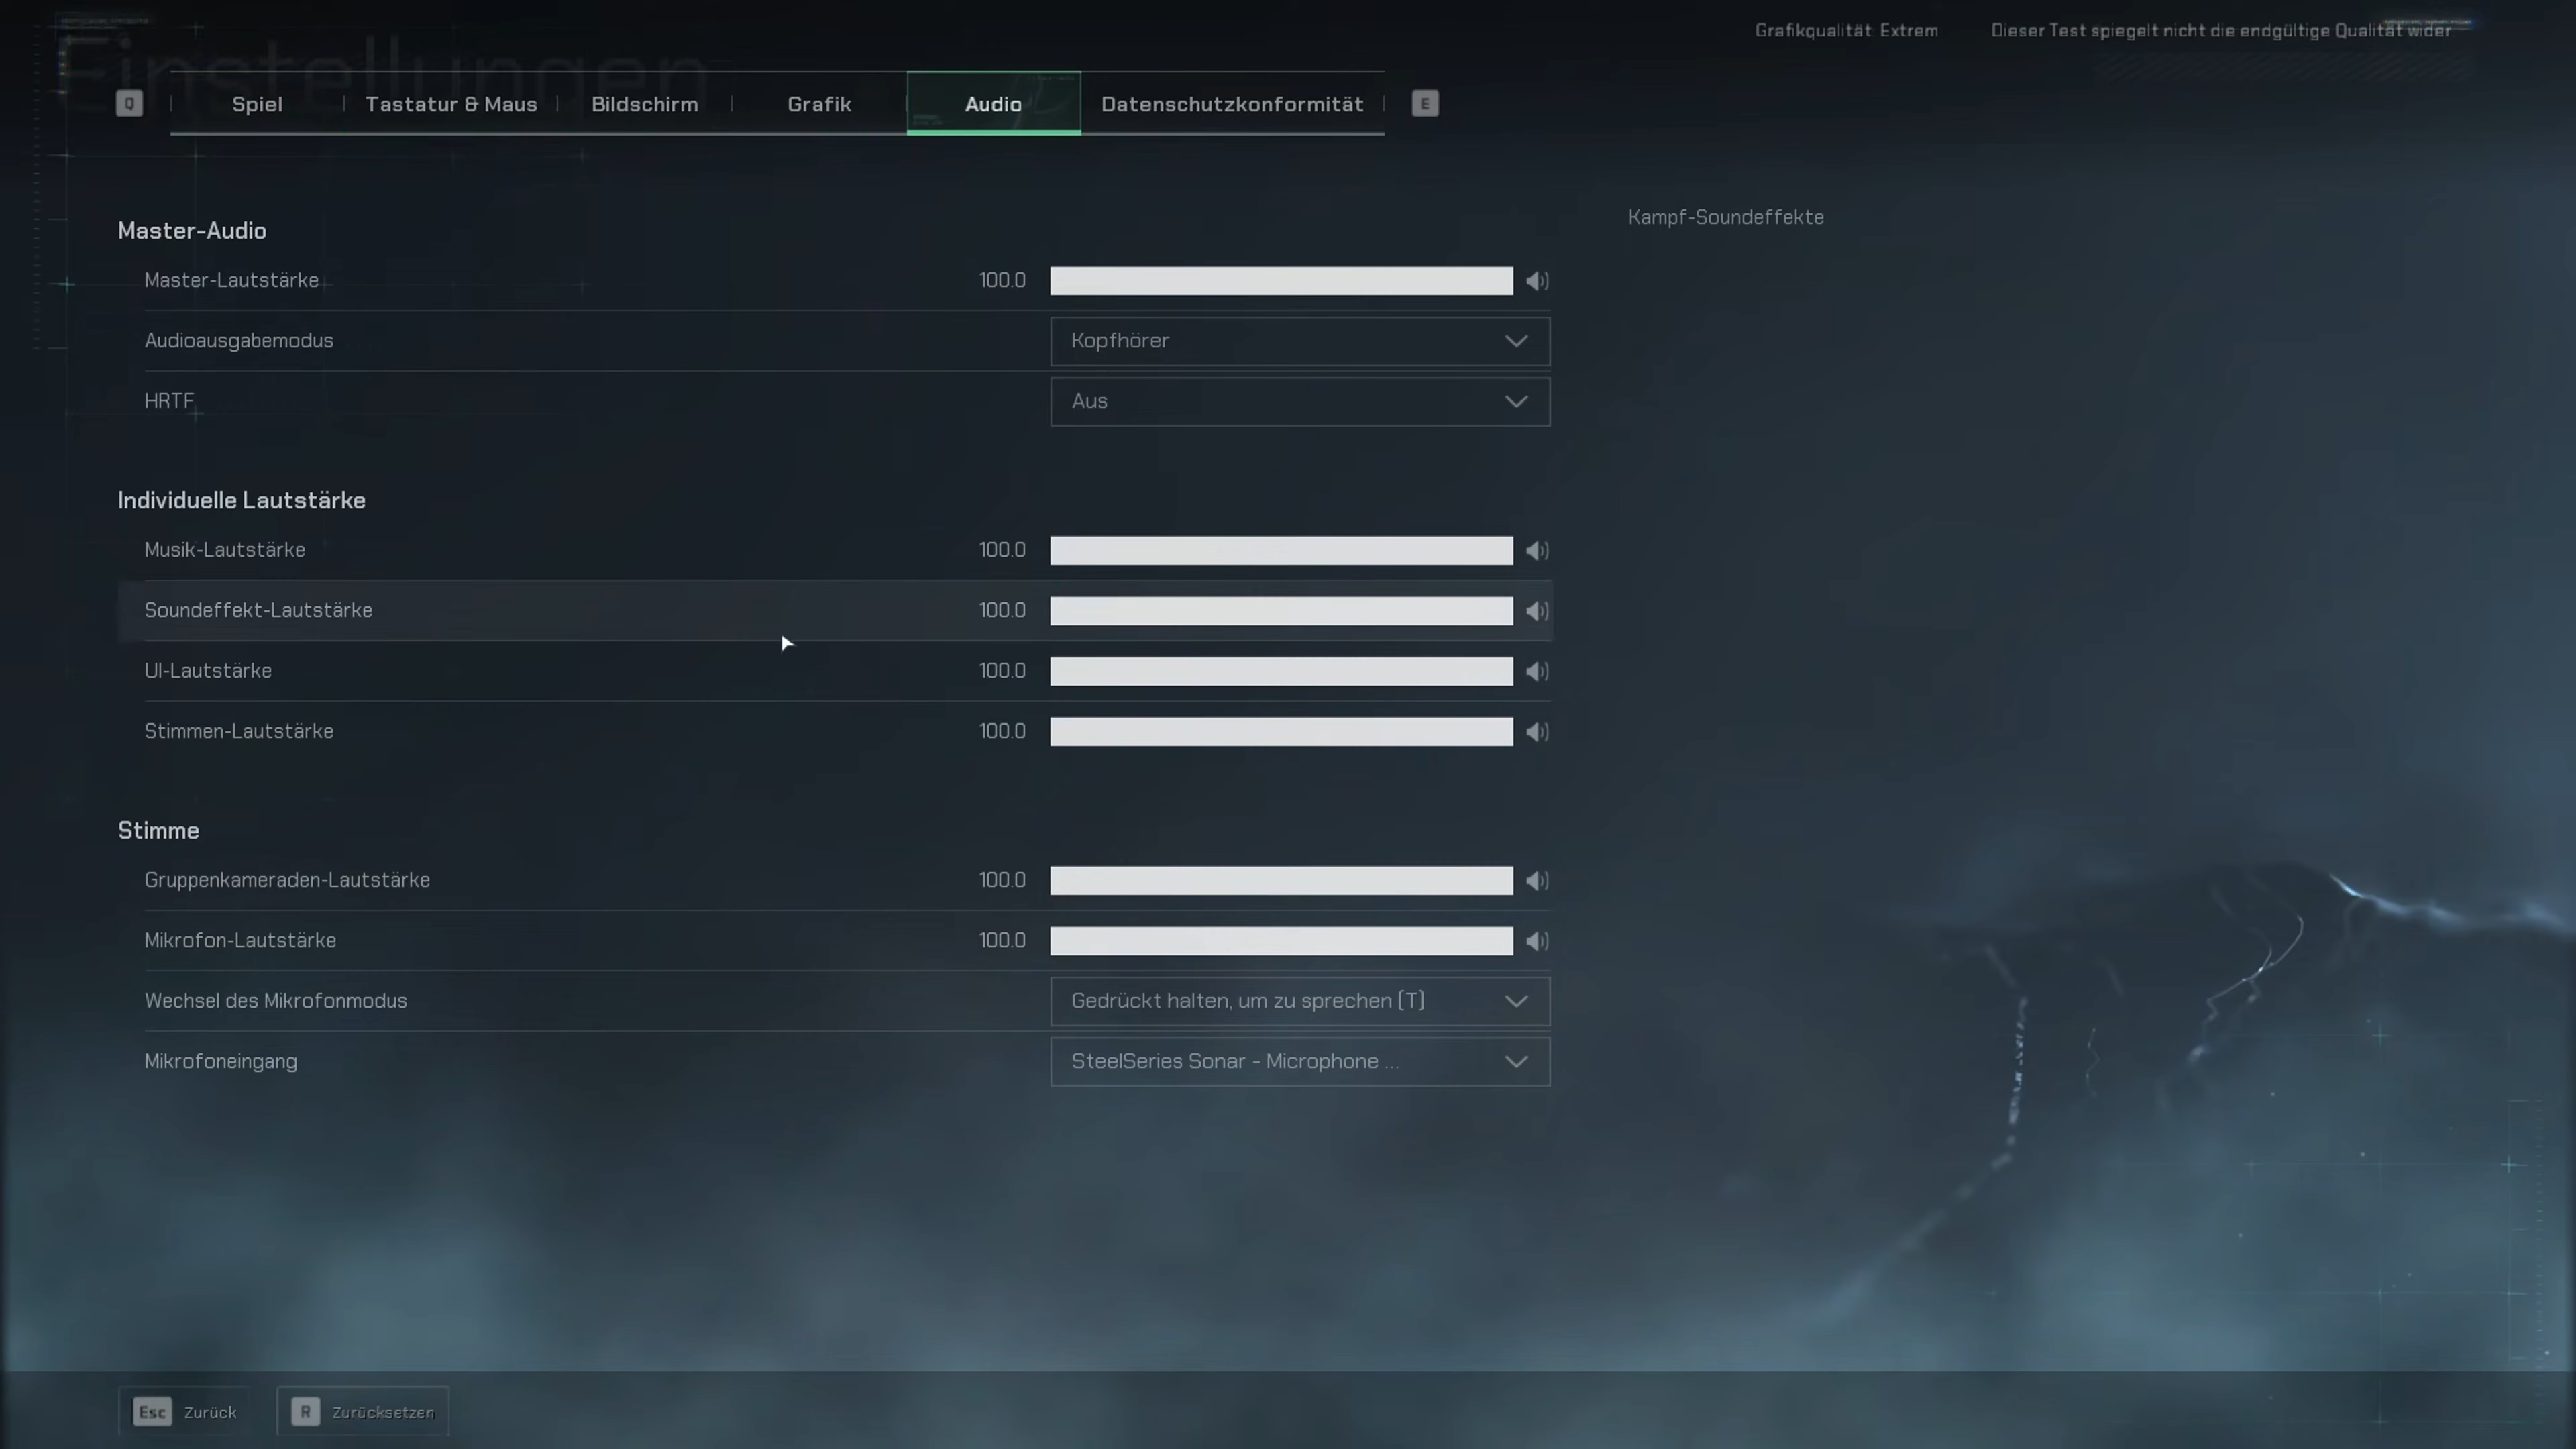 Einstellungen
Grafikqualität: Extrem Dieser Test spiegelt nicht die endgültige Qualität wider.
Q Spiel Tastatur & Maus Bildschirm Grafik Audio Datenschutzkonformität E
Master-Audio
Kampf-Soundeffekte
Master-Lautstärke 100.0
Audioausgabemodus Kopfhörer
HRTF Aus
Individuelle Lautstärke
Musik-Lautstärke 100.0
Soundeffekt-Lautstärke 100.0
UI-Lautstärke 100.0
Stimmen-Lautstärke 100.0
Stimme
Gruppenkameraden-Lautstärke 100.0
Mikrofon-Lautstärke 100.0
Wechsel des Mikrofonmodus Gedrückt halten, um zu sprechen (T)
Mikrofoneingang SteelSeries Sonar - Microphone ...
Esc Zurück R Zurücksetzen